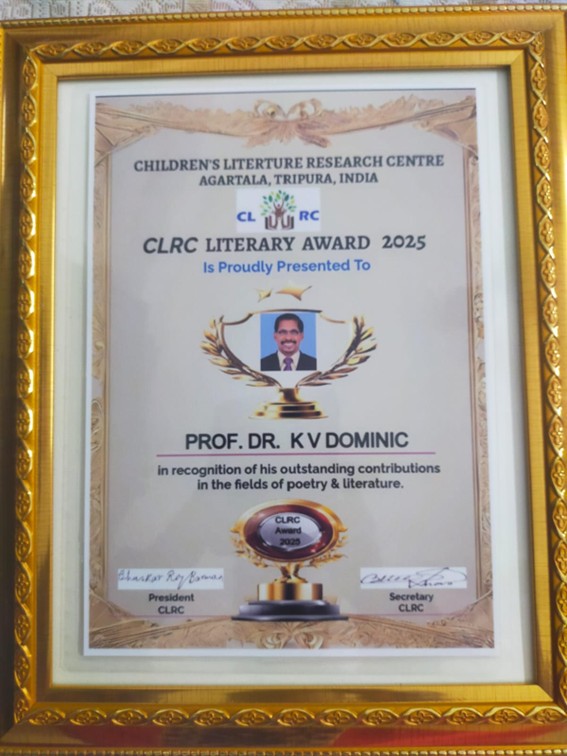 CHILDREN'S LITERTURE RESEARCH CENTRE
AGARTALA, TRIPURA, INDIA
CL RC
CLRC LITERARY AWARD 2025
Is Proudly Presented To
PROF. DR. K V DOMINIC
in recognition of his outstanding contributions
in the fields of poetry & literature.
CLRC
Award
2025
President
CLRC
Secretary
CLRC